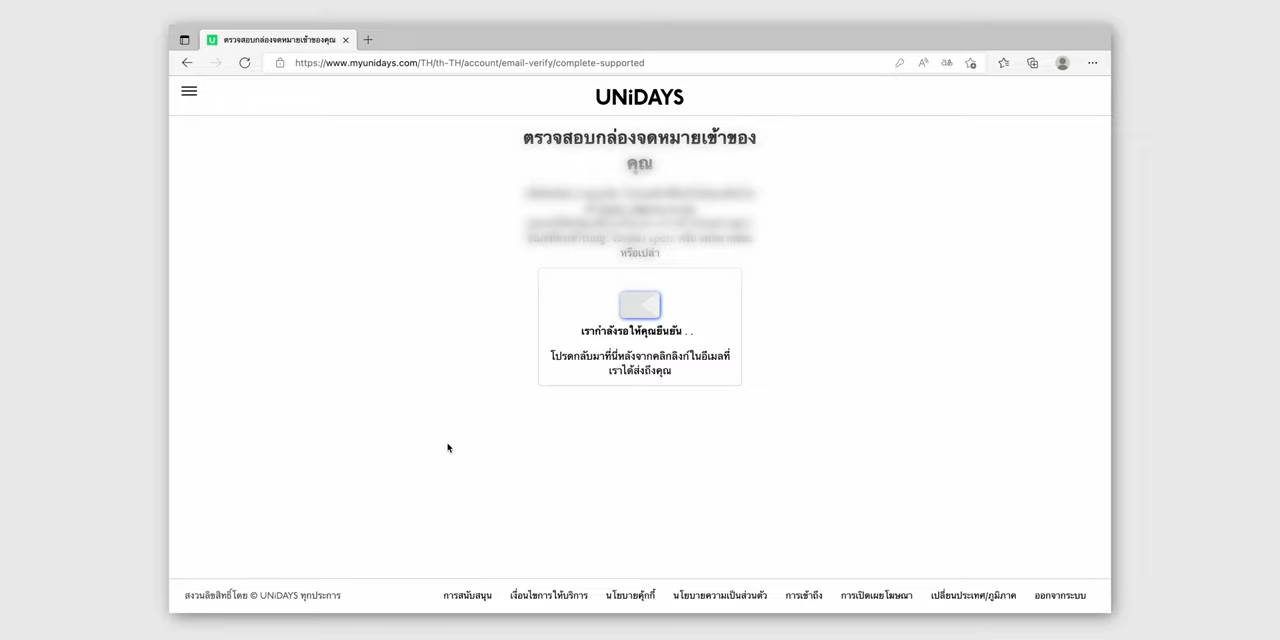 ตรวจสอบกล่องจดหมายเข้าของคุณ
https://www.myunidays.com/TH/th-TH/account/email-verify/complete-supported
UNiDAYS
ตรวจสอบกล่องจดหมายเข้าของ
คุณ
หรือเปล่า
เรากำลังรอให้คุณยืนยัน . .
โปรดกลับมาที่นี่หลังจากคลิกลิงก์ในอีเมลที่
เราได้ส่งถึงคุณ
สงวนลิขสิทธิ์โดย © UNiDAYS ทุกประการ
การสนับสนุน เงื่อนไขการให้บริการ นโยบายคุ้กกี้ นโยบายความเป็นส่วนตัว การเข้าถึง การเปิดเผยโฆษณา เปลี่ยนประเทศ/ภูมิภาค ออกจากระบบ